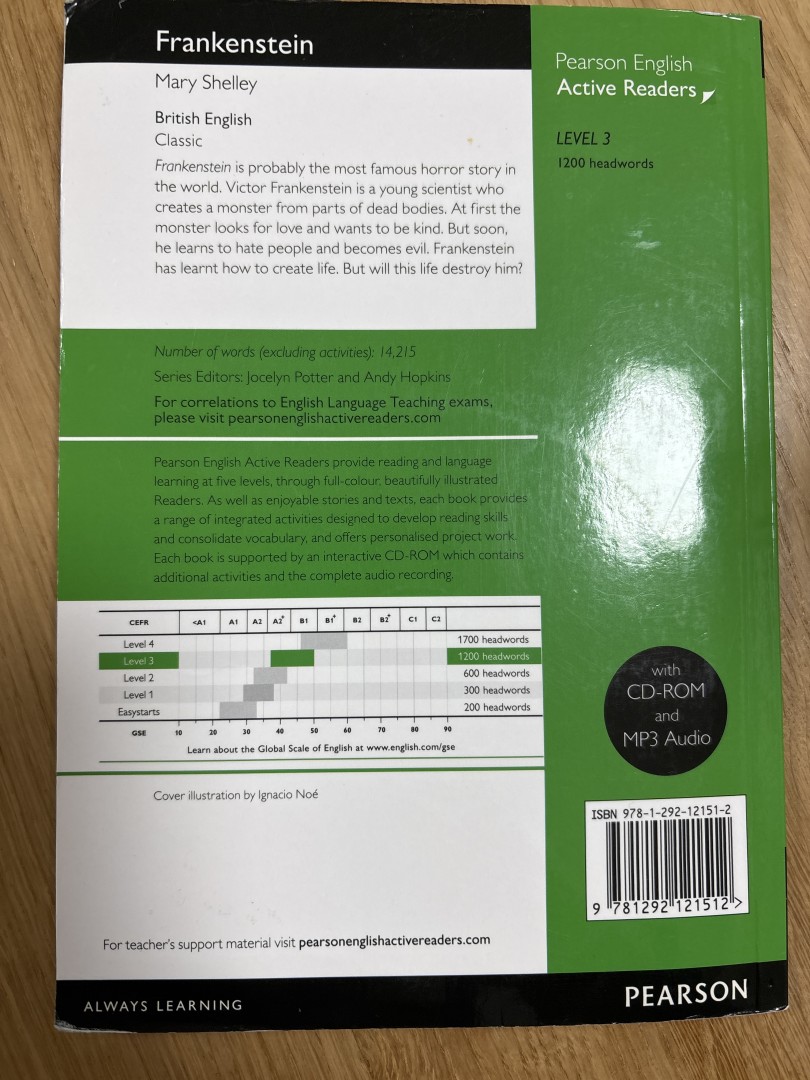 Frankenstein
Mary Shelley
British English
Classic
Frankenstein is probably the most famous horror story in
the world. Victor Frankenstein is a young scientist who
creates a monster from parts of dead bodies. At first the
monster looks for love and wants to be kind. But soon,
he learns to hate people and becomes evil. Frankenstein
has learnt how to create life. But will this life destroy him?
Pearson English
Active Readers
LEVEL 3
1200 headwords
Number of words (excluding activities): 14,215
Series Editors: Jocelyn Potter and Andy Hopkins
For correlations to English Language Teaching exams,
please visit pearsonenglishactivereaders.com
Pearson English Active Readers provide reading and language
learning at five levels, through full-colour, beautifully illustrated
Readers. As well as enjoyable stories and texts, each book provides
a range of integrated activities designed to develop reading skills
and consolidate vocabulary, and offers personalised project work.
Each book is supported by an interactive CD-ROM which contains
additional activities and the complete audio recording.
CEFR <A1 A1 A2 A2+ B1 B1+ B2 B2+ C1 C2
Level 4 1700 headwords
Level 3 1200 headwords
Level 2 600 headwords
Level 1 300 headwords
Easystarts 200 headwords
GSE 10 20 30 40 50 60 70 80 90
Learn about the Global Scale of English at www.english.com/gse
with
CD-ROM
and
MP3 Audio
Cover illustration by Ignacio Noé
ISBN 978-1-292-12151-2
9 781292 121512 >
For teacher's support material visit pearsonenglishactivereaders.com
ALWAYS LEARNING
PEARSON